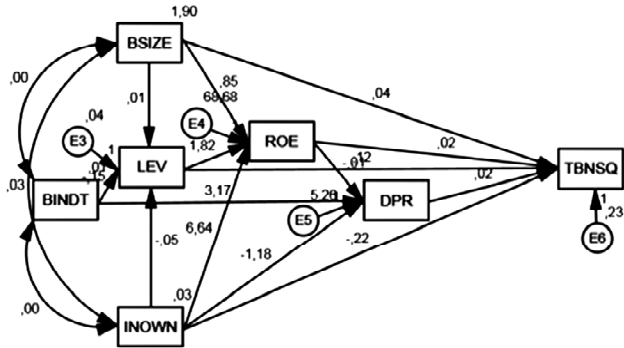 1,90
BSIZE
,00
,85
,04
,01
,04
E3
E4
68,68
1
1,82
ROE
LEV
,02
-,01
,12
TBNSQ
,03
BINDT
,15
3,17
5,26
DPR
,02
E5
1
,23
-,05
6,64
-1,18
-,22
E6
,00
,03
INOWN